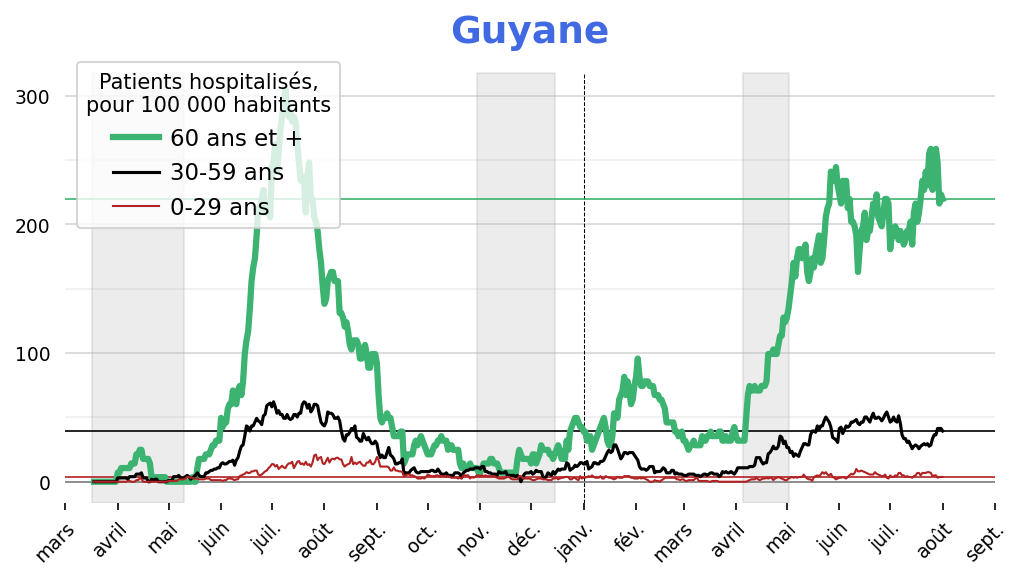 Guyane
Patients hospitalisés,
pour 100 000 habitants
60 ans et +
30-59 ans
0-29 ans
300
200
100
0
mars
avril
mai
juin
juil.
août
sept.
oct.
nov.
déc.
janv.
fév.
mars
avril
mai
juin
juil.
août
sept.